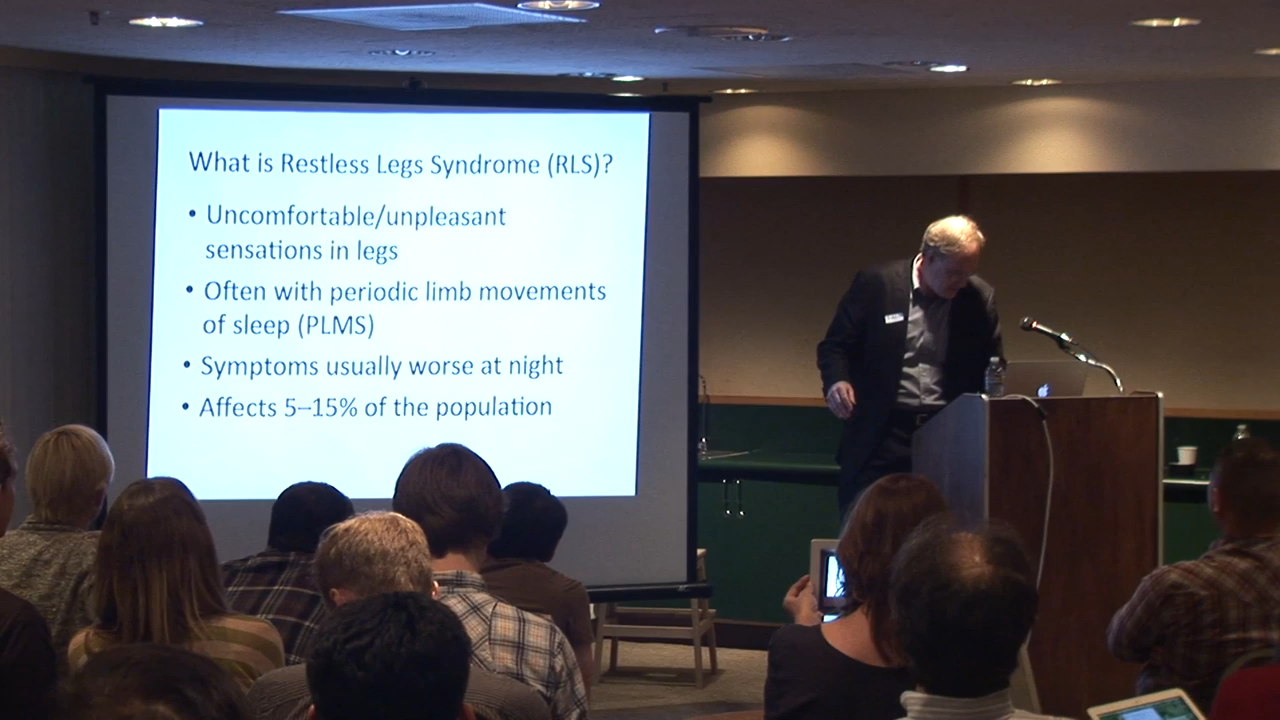 What is Restless Legs Syndrome (RLS)?
• Uncomfortable/unpleasant
sensations in legs
• Often with periodic limb movements
of sleep (PLMS)
• Symptoms usually worse at night
• Affects 5–15% of the population